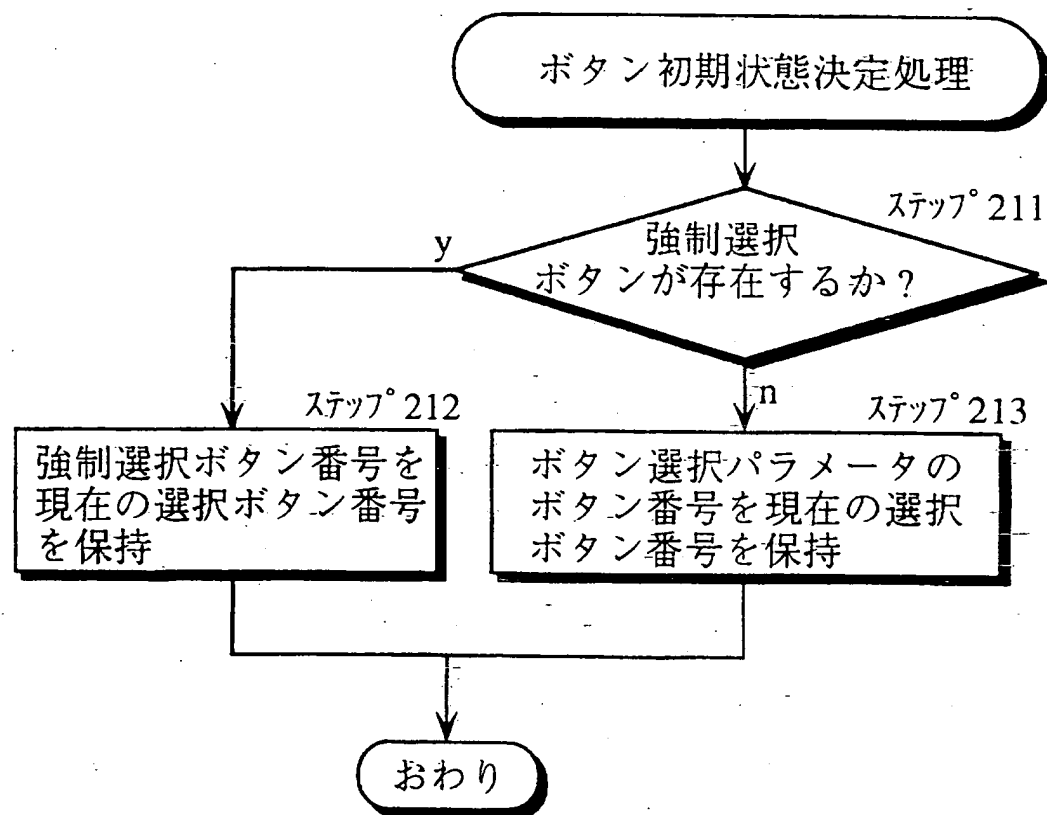 ボタン初期状態決定処理
ステップ211
強制選択
ボタンが存在するか?
y
n
ステップ212
強制選択ボタン番号を
現在の選択ボタン番号
を保持
ステップ213
ボタン選択パラメータの
ボタン番号を現在の選択
ボタン番号を保持
おわり